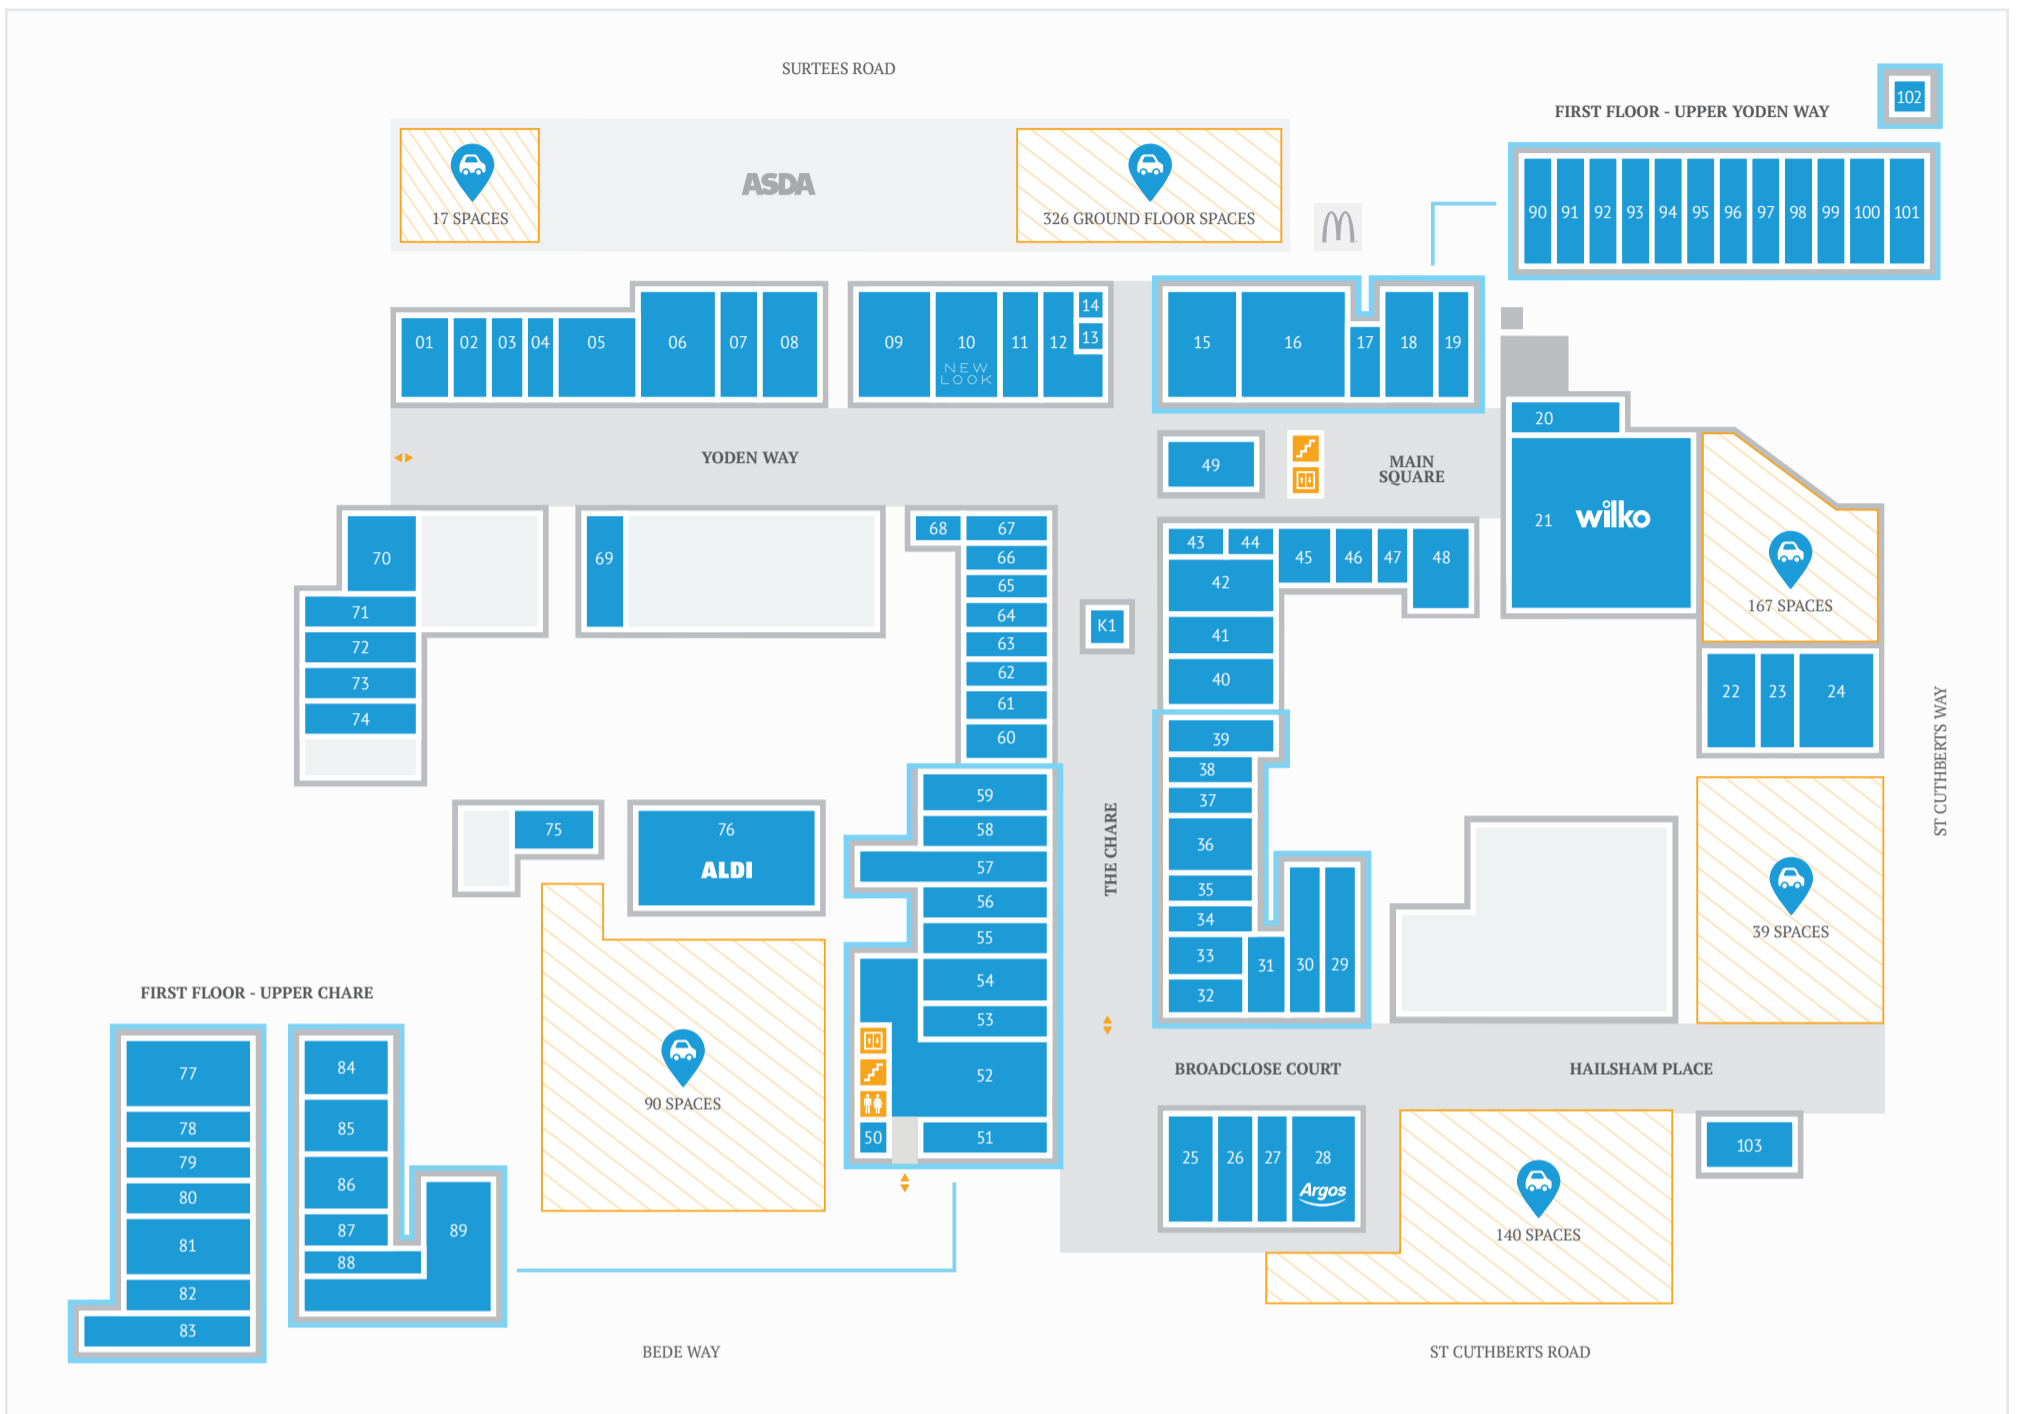 SURTEES ROAD
FIRST FLOOR - UPPER YODEN WAY
102
17 SPACES
ASDA
326 GROUND FLOOR SPACES
90 91 92 93 94 95 96 97 98 99 100 101
01 02 03 04 05 06 07 08
09 10 11 12 13 14
NEW
LOOK
15 16 17 18 19
YODEN WAY
49
MAIN
SQUARE
20
21 wilko
167 SPACES
22 23 24
ST CUTHBERTS WAY
39 SPACES
70
71
72
73
74
69
68 67
66
65
64
63
62
61
60
K1
43 44 45 46 47 48
42
41
40
39
38
37
36
35
34
33
32
31 30 29
THE CHARE
75
76
ALDI
59
58
57
56
55
54
53
52
50 51
90 SPACES
FIRST FLOOR - UPPER CHARE
77
78
79
80
81
82
83
84
85
86
87
88
89
BROADCLOSE COURT
HAILSHAM PLACE
25 26 27 28
Argos
103
140 SPACES
BEDE WAY
ST CUTHBERTS ROAD